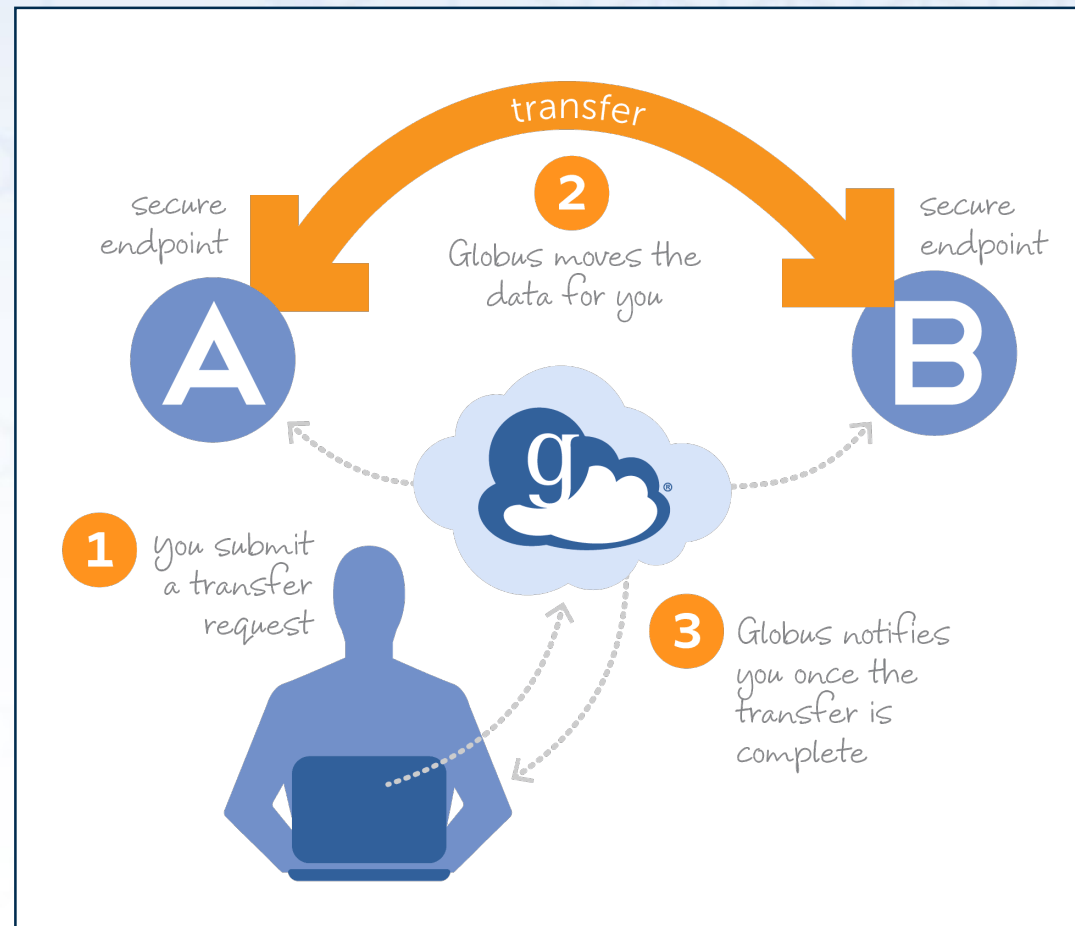 transfer
2
secure
endpoint
Globus moves the
data for you
secure
endpoint
A
B
g
®
1
you submit
a transfer
request
3
Globus notifies
you once the
transfer is
complete